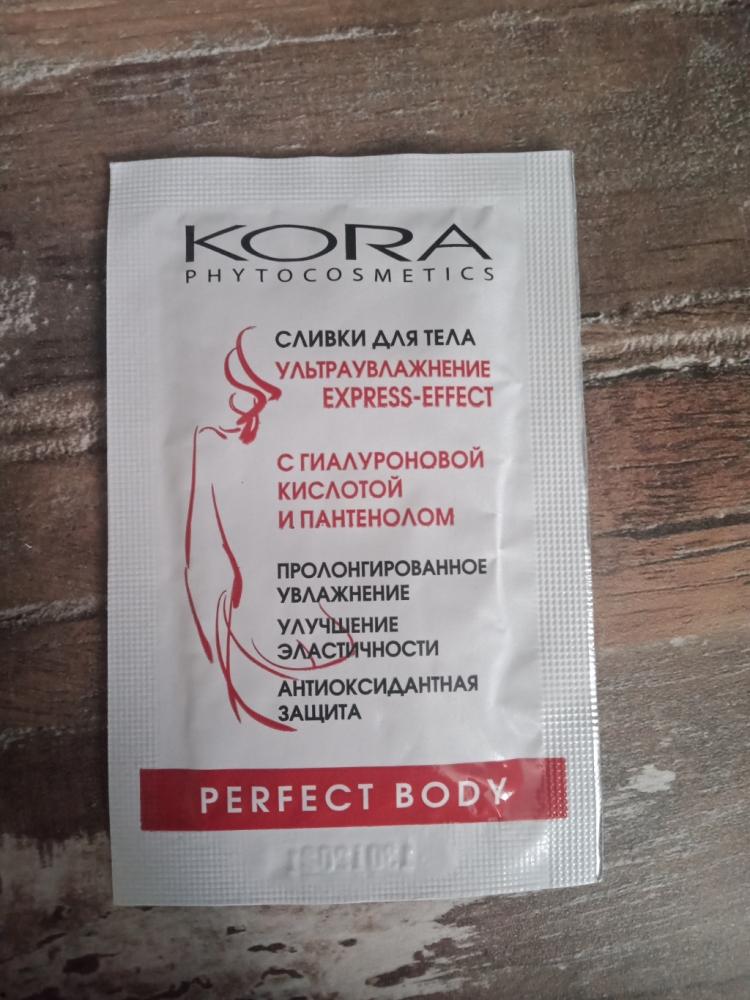 KORA
PHYTOCOSMETICS
СЛИВКИ ДЛЯ ТЕЛА
УЛЬТРАУВЛАЖНЕНИЕ
EXPRESS-EFFECT
С ГИАЛУРОНОВОЙ
КИСЛОТОЙ
И ПАНТЕНОЛОМ
ПРОЛОНГИРОВАННОЕ
УВЛАЖНЕНИЕ
УЛУЧШЕНИЕ
ЭЛАСТИЧНОСТИ
АНТИОКСИДАНТНАЯ
ЗАЩИТА
PERFECT BODY